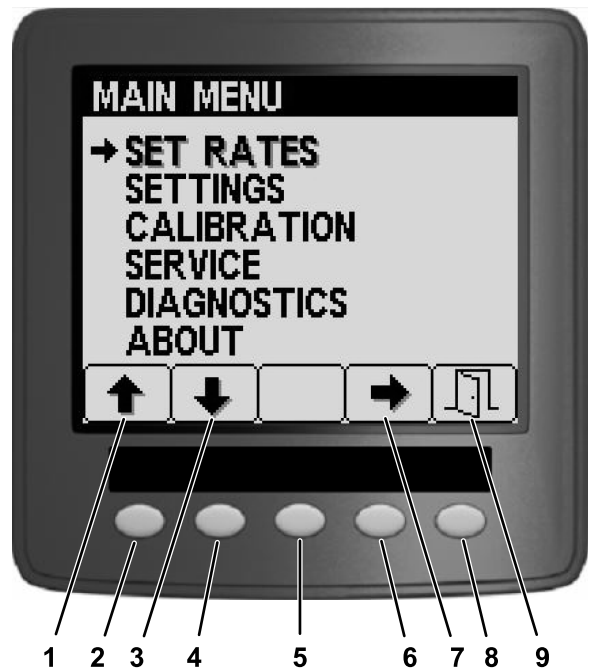 MAIN MENU
SET RATES
SETTINGS
CALIBRATION
SERVICE
DIAGNOSTICS
ABOUT
1 2 3 4 5 6 7 8 9